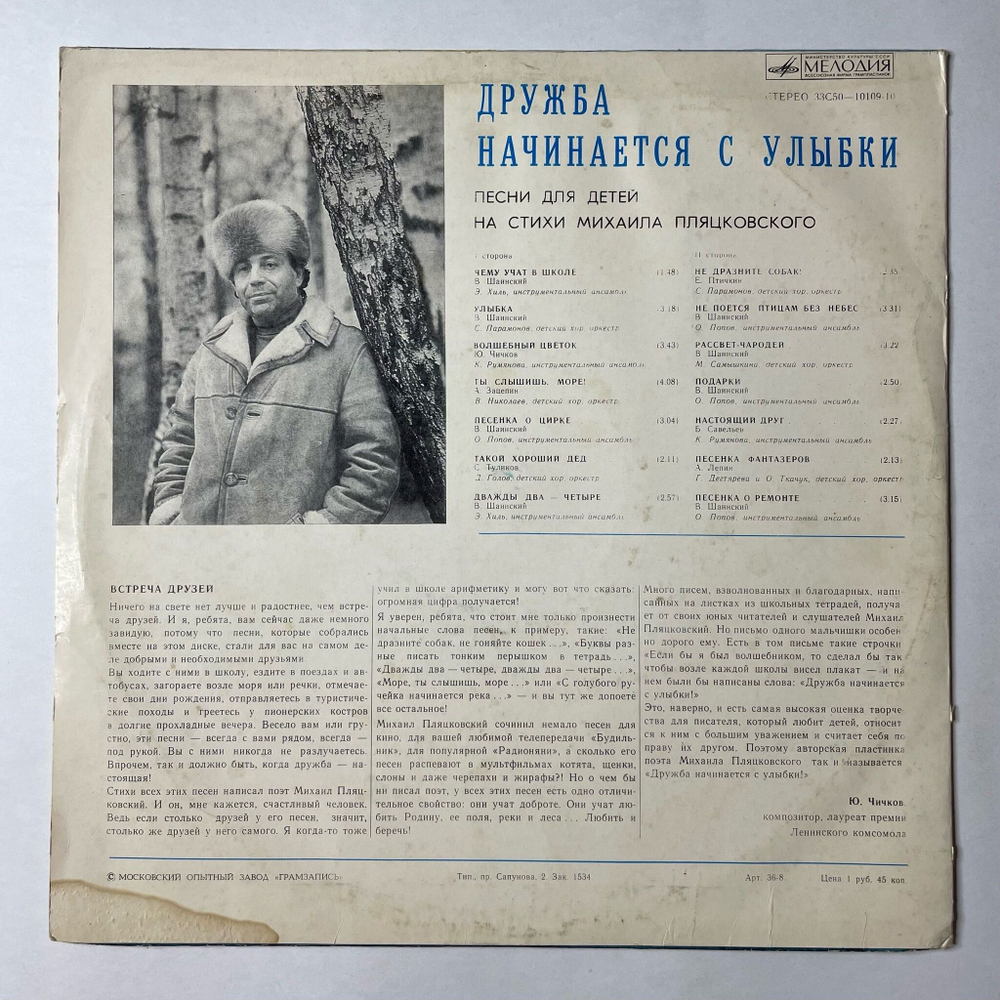 МИНИСТЕРСТВО КУЛЬТУРЫ СССР
МЕЛОДИЯ
ВСЕСОЮЗНАЯ ФИРМА ГРАМПЛАСТИНОК
СТЕРЕО 33С50—10109-10
ДРУЖБА
НАЧИНАЕТСЯ С УЛЫБКИ
ПЕСНИ ДЛЯ ДЕТЕЙ
НА СТИХИ МИХАИЛА ПЛЯЦКОВСКОГО
I сторона
ЧЕМУ УЧАТ В ШКОЛЕ (1.48)
В. Шаинский
Э. Хиль, инструментальный ансамбль
УЛЫБКА (3.18)
В. Шаинский
С. Парамонов, детский хор, оркестр
ВОЛШЕБНЫЙ ЦВЕТОК (3.43)
Ю. Чичков
К. Румянова, инструментальный ансамбль
ТЫ СЛЫШИШЬ, МОРЕ! (4.08)
А. Зацепин
В. Николаев, детский хор, оркестр
ПЕСЕНКА О ЦИРКЕ (3.04)
В. Шаинский
О. Попов, инструментальный ансамбль
ТАКОЙ ХОРОШИЙ ДЕД (2.11)
С. Туликов
Д. Голов, детский хор, оркестр
ДВАЖДЫ ДВА — ЧЕТЫРЕ (2.57)
В. Шаинский
Э. Хиль, инструментальный ансамбль
II сторона
НЕ ДРАЗНИТЕ СОБАК!
Е. Птичкин
С. Парамонов, детский хор, оркестр
НЕ ПОЕТСЯ ПТИЦАМ БЕЗ НЕБЕС (3.31)
В. Шаинский
О. Попов, инструментальный ансамбль
РАССВЕТ-ЧАРОДЕЙ (3.22
В. Шаинский
М. Самышкина, детский хор, оркестр
ПОДАРКИ (2.50)
В. Шаинский
О. Попов, инструментальный ансамбль
НАСТОЯЩИЙ ДРУГ (2.27)
Б. Савельев
К. Румянова, инструментальный ансамбль
ПЕСЕНКА ФАНТАЗЕРОВ (2.13)
А. Лепин
Г. Дегтярева и О. Ткачук, детский хор, оркестр
ПЕСЕНКА О РЕМОНТЕ (3.15)
В. Шаинский
О. Попов, инструментальный ансамбль
ВСТРЕЧА ДРУЗЕЙ
Ничего на свете нет лучше и радостнее, чем встре-
ча друзей. И я, ребята, вам сейчас даже немного
завидую, потому что песни, которые собрались
вместе на этом диске, стали для вас на самом де-
ле добрыми и необходимыми друзьями
Вы ходите с ними в школу, ездите в поездах и ав-
тобусах, загораете возле моря или речки, отмечае-
те свои дни рождения, отправляетесь в туристиче-
ские походы и греетесь у пионерских костров
в долгие прохладные вечера. Весело вам или гру-
стно, эти песни — всегда с вами рядом, всегда —
под рукой. Вы с ними никогда не разлучаетесь.
Впрочем, так и должно быть, когда дружба — на-
стоящая!
Стихи всех этих песен написал поэт Михаил Пляц-
ковский. И он, мне кажется, счастливый человек.
Ведь если столько друзей у его песен, значит,
столько же друзей у него самого. Я когда-то тоже
учил в школе арифметику и могу вот что сказать:
огромная цифра получается!
Я уверен, ребята, что стоит мне только произнести
начальные слова песен, к примеру, такие: «Не
дразните собак, не гоняйте кошек...», «Буквы раз-
ные писать тонким перышком в тетрадь...»,
«Дважды два — четыре, дважды два — четыре...»,
«Море, ты слышишь, море...» или «С голубого ру-
чейка начинается река...» — и вы тут же допоете
все остальное!
Михаил Пляцковский сочинил немало песен для
кино, для вашей любимой телепередачи «Будиль-
ник», для популярной «Радионяни», а сколько его
песен распевают в мультфильмах котята, щенки,
слоны и даже черепахи и жирафы?! Но о чем бы
ни писал поэт, у всех этих песен есть одно отличи-
тельное свойство: они учат доброте. Они учат лю-
бить Родину, ее поля, реки и леса... Любить и
беречь!
Много писем, взволнованных и благодарных, напи-
санных на листках из школьных тетрадей, получа
ет от своих юных читателей и слушателей Михаил
Пляцковский. Но письмо одного мальчишки особен
но дорого ему. Есть в том письме такие строчки
«Если бы я был волшебником, то сделал бы так
чтобы возле каждой школы висел плакат — и на
нем были бы написаны слова: «Дружба начинается
с улыбки!»
Это, наверно, и есть самая высокая оценка творче-
ства для писателя, который любит детей, относит
ся к ним с большим уважением и считает себя по
праву их другом. Поэтому авторская пластинка
поэта Михаила Пляцковского так и называется
«Дружба начинается с улыбки!»
Ю. Чичков,
композитор, лауреат премии
Ленинского комсомола
© МОСКОВСКИЙ ОПЫТНЫЙ ЗАВОД «ГРАМЗАПИСЬ» Тип., пр. Сапунова, 2. Зак. 1534 Арт. 36-8 Цена 1 руб. 45 коп.